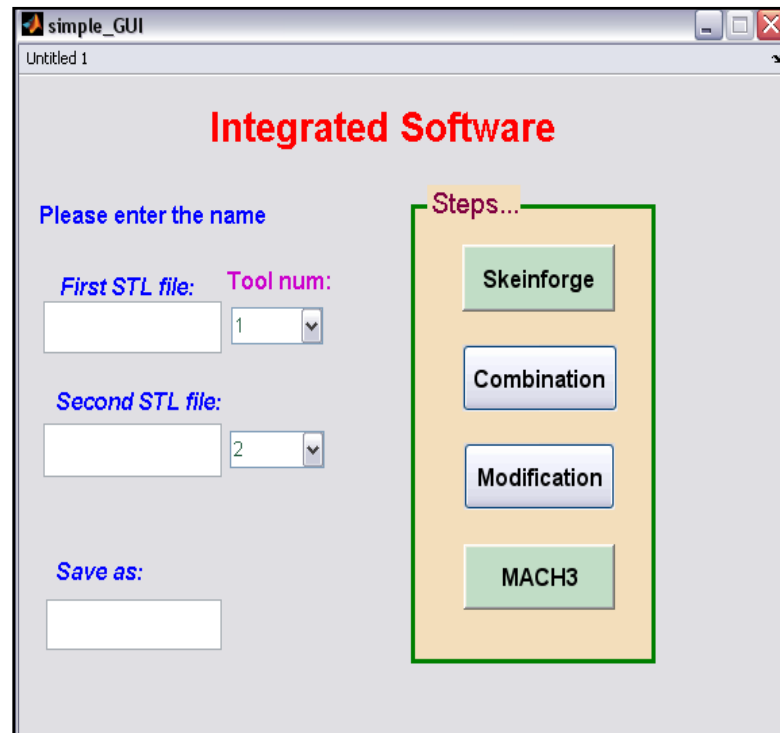 simple_GUI
Untitled 1
Integrated Software
Please enter the name
First STL file:
Tool num:
1
Second STL file:
2
Save as:
Steps...
Skeinforge
Combination
Modification
MACH3